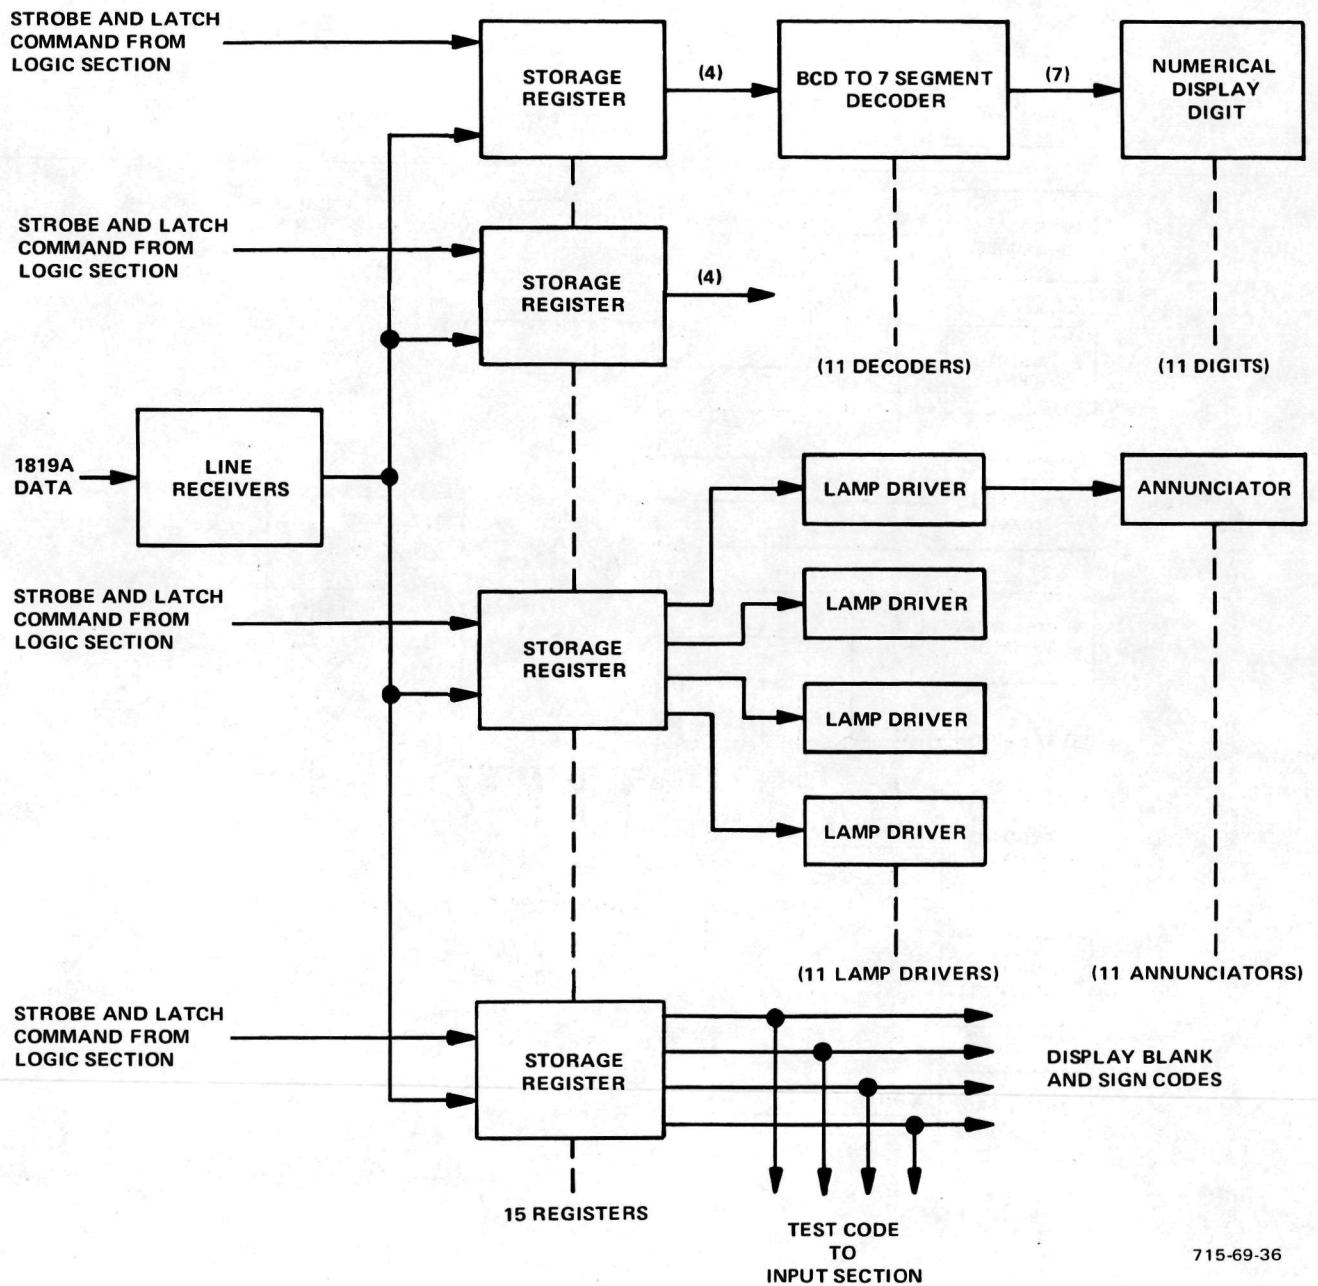 STROBE AND LATCH
COMMAND FROM
LOGIC SECTION
STORAGE
REGISTER
(4)
BCD TO 7 SEGMENT
DECODER
(7)
NUMERICAL
DISPLAY
DIGIT
STROBE AND LATCH
COMMAND FROM
LOGIC SECTION
STORAGE
REGISTER
(4)
(11 DECODERS)
(11 DIGITS)
1819A
DATA
LINE
RECEIVERS
LAMP DRIVER
ANNUNCIATOR
STROBE AND LATCH
COMMAND FROM
LOGIC SECTION
STORAGE
REGISTER
LAMP DRIVER
LAMP DRIVER
LAMP DRIVER
(11 LAMP DRIVERS)
(11 ANNUNCIATORS)
STROBE AND LATCH
COMMAND FROM
LOGIC SECTION
STORAGE
REGISTER
DISPLAY BLANK
AND SIGN CODES
15 REGISTERS
TEST CODE
TO
INPUT SECTION
715-69-36